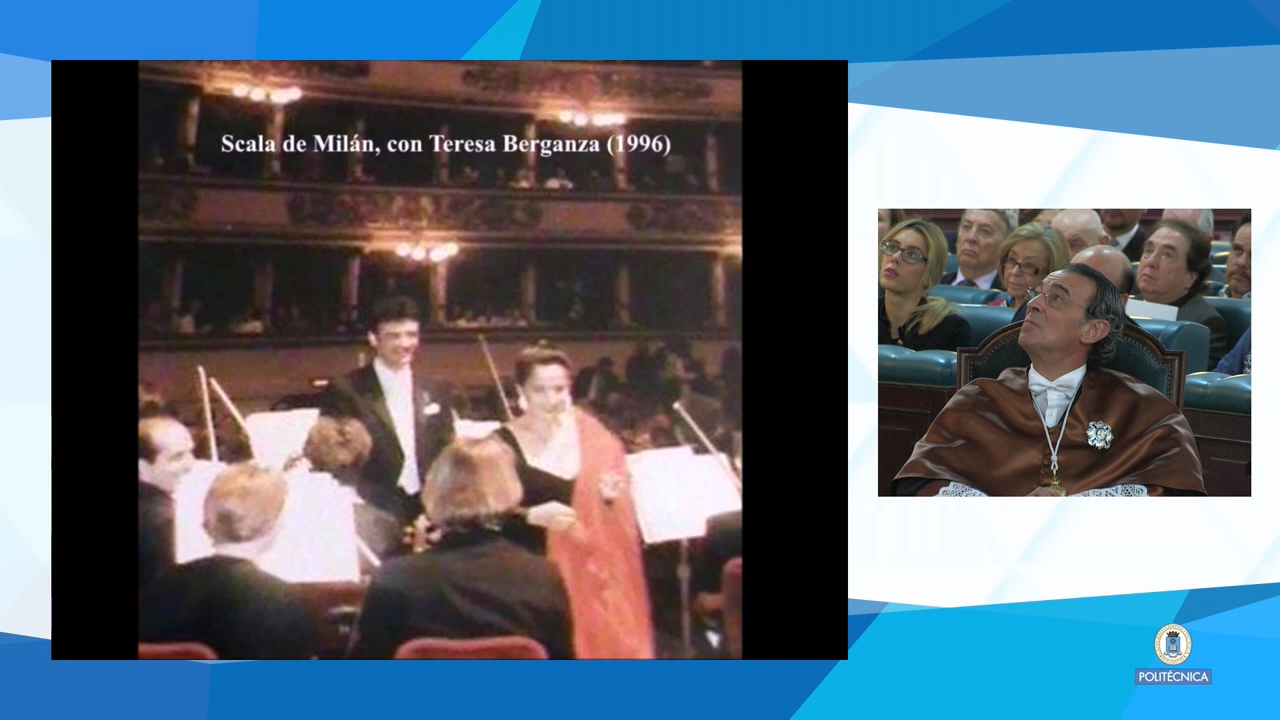 Scala de Milán, con Teresa Berganza (1996)
POLITÉCNICA